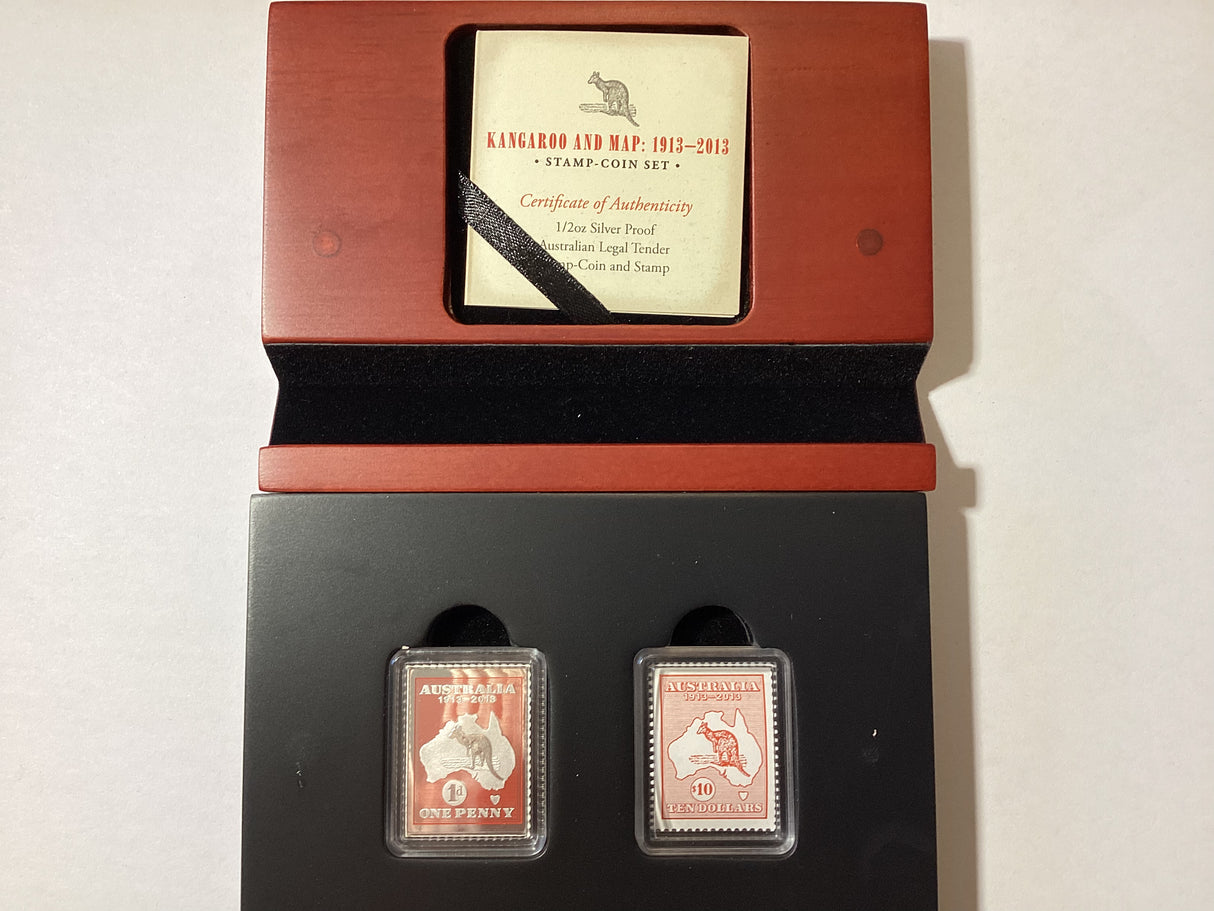 KANGAROO AND MAP: 1913–2013
• STAMP-COIN SET •
Certificate of Authenticity
1/2oz Silver Proof
Australian Legal Tender
-Coin and Stamp
AUSTRALIA
1913–2013
1d
ONE PENNY
AUSTRALIA
1913–2013
$10
TEN DOLLARS